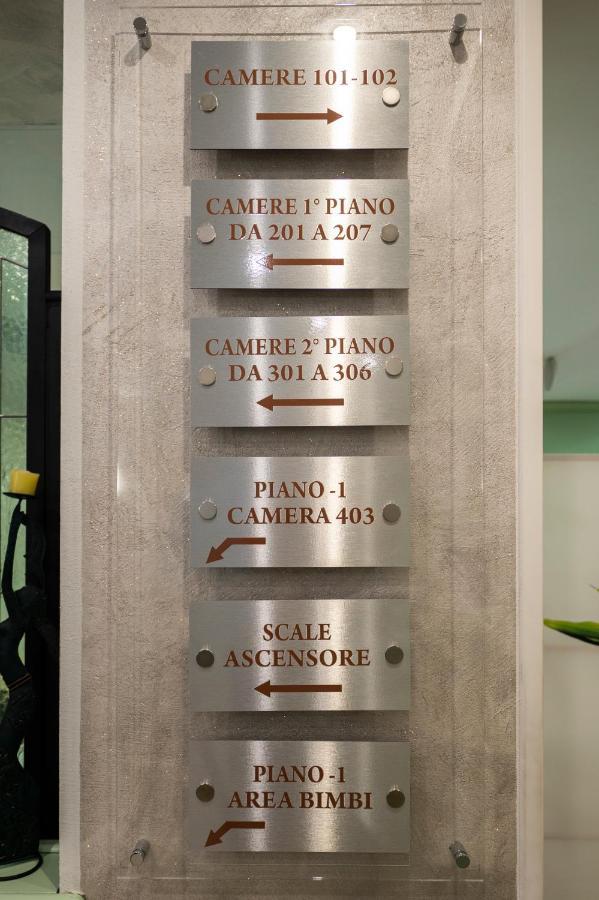 CAMERE 101-102
CAMERE 1° PIANO
DA 201 A 207
CAMERE 2° PIANO
DA 301 A 306
PIANO -1
CAMERA 403
SCALE
ASCENSORE
PIANO -1
AREA BIMBI